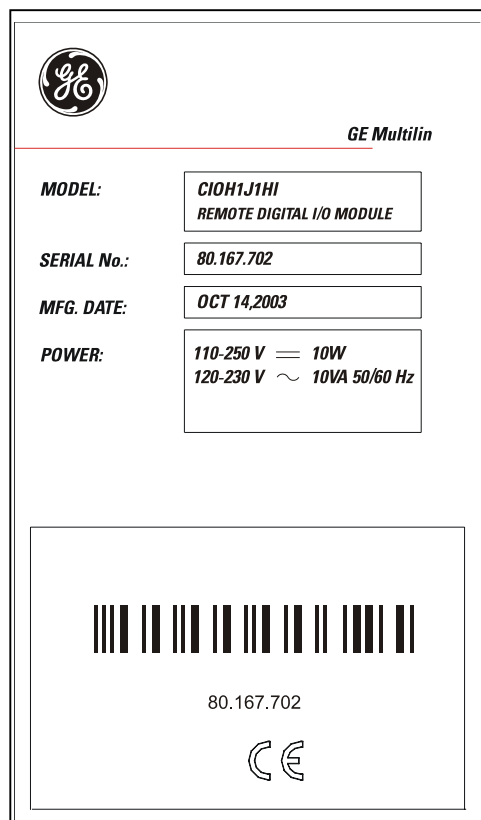 GE
GE Multilin
MODEL:
CIOH1J1HI
REMOTE DIGITAL I/O MODULE
SERIAL No.:
80.167.702
MFG. DATE:
OCT 14,2003
POWER:
110-250 V ⎓ 10W
120-230 V ~ 10VA 50/60 Hz
80.167.702
CE